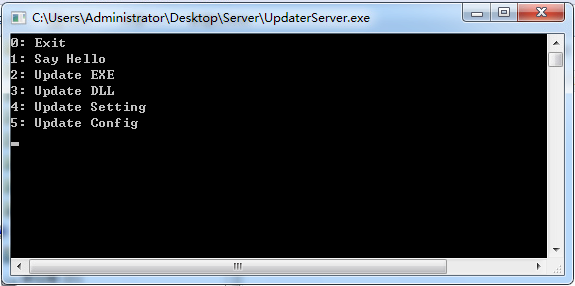 C:\Users\Administrator\Desktop\Server\UpdaterServer.exe
0: Exit
1: Say Hello
2: Update EXE
3: Update DLL
4: Update Setting
5: Update Config